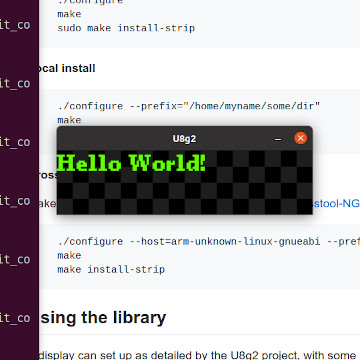 ./configure
make
sudo make install-strip
it_co
ocal install
it_co
./configure --prefix="/home/myname/some/dir"
make
U8g2
it_co
Hello World!
ross
it_co
ake
sstool-NG
./configure --host=arm-unknown-linux-gnueabi --pref
it_co
make
make install-strip
it_co
sing the library
display can set up as detailed by the U8g2 project, with some